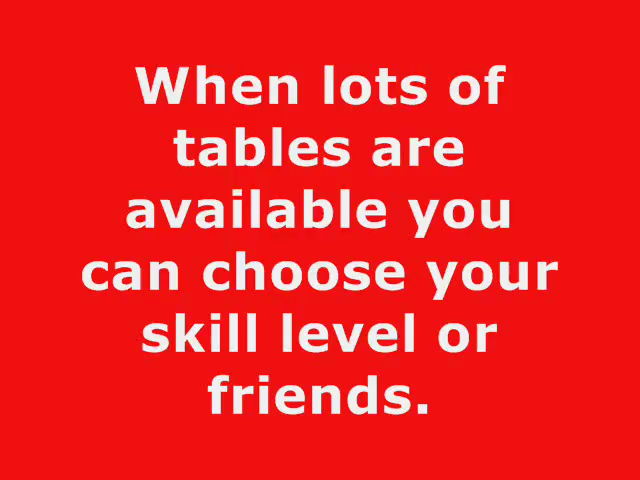 When lots of
tables are
available you
can choose your
skill level or
friends.